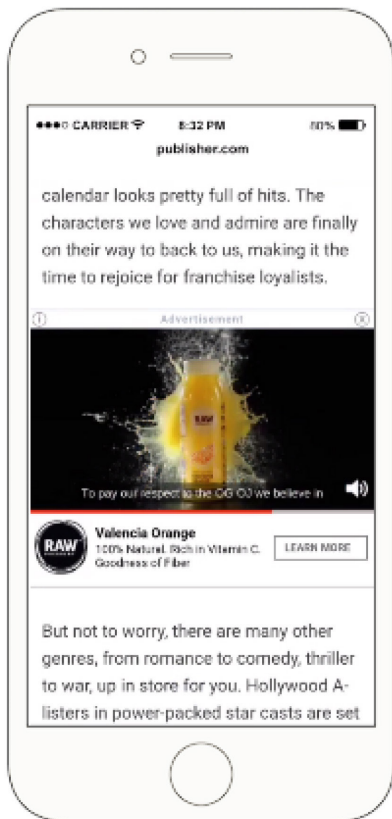 CARRIER 8:32 PM 80%
publisher.com
calendar looks pretty full of hits. The
characters we love and admire are finally
on their way to back to us, making it the
time to rejoice for franchise loyalists.
Advertisement
RAW
To pay our respect to the OG OJ we believe in
RAW
Valencia Orange
100% Natural. Rich in Vitamin C.
Goodness of Fiber
LEARN MORE
But not to worry, there are many other
genres, from romance to comedy, thriller
to war, up in store for you. Hollywood A-
listers in power-packed star casts are set